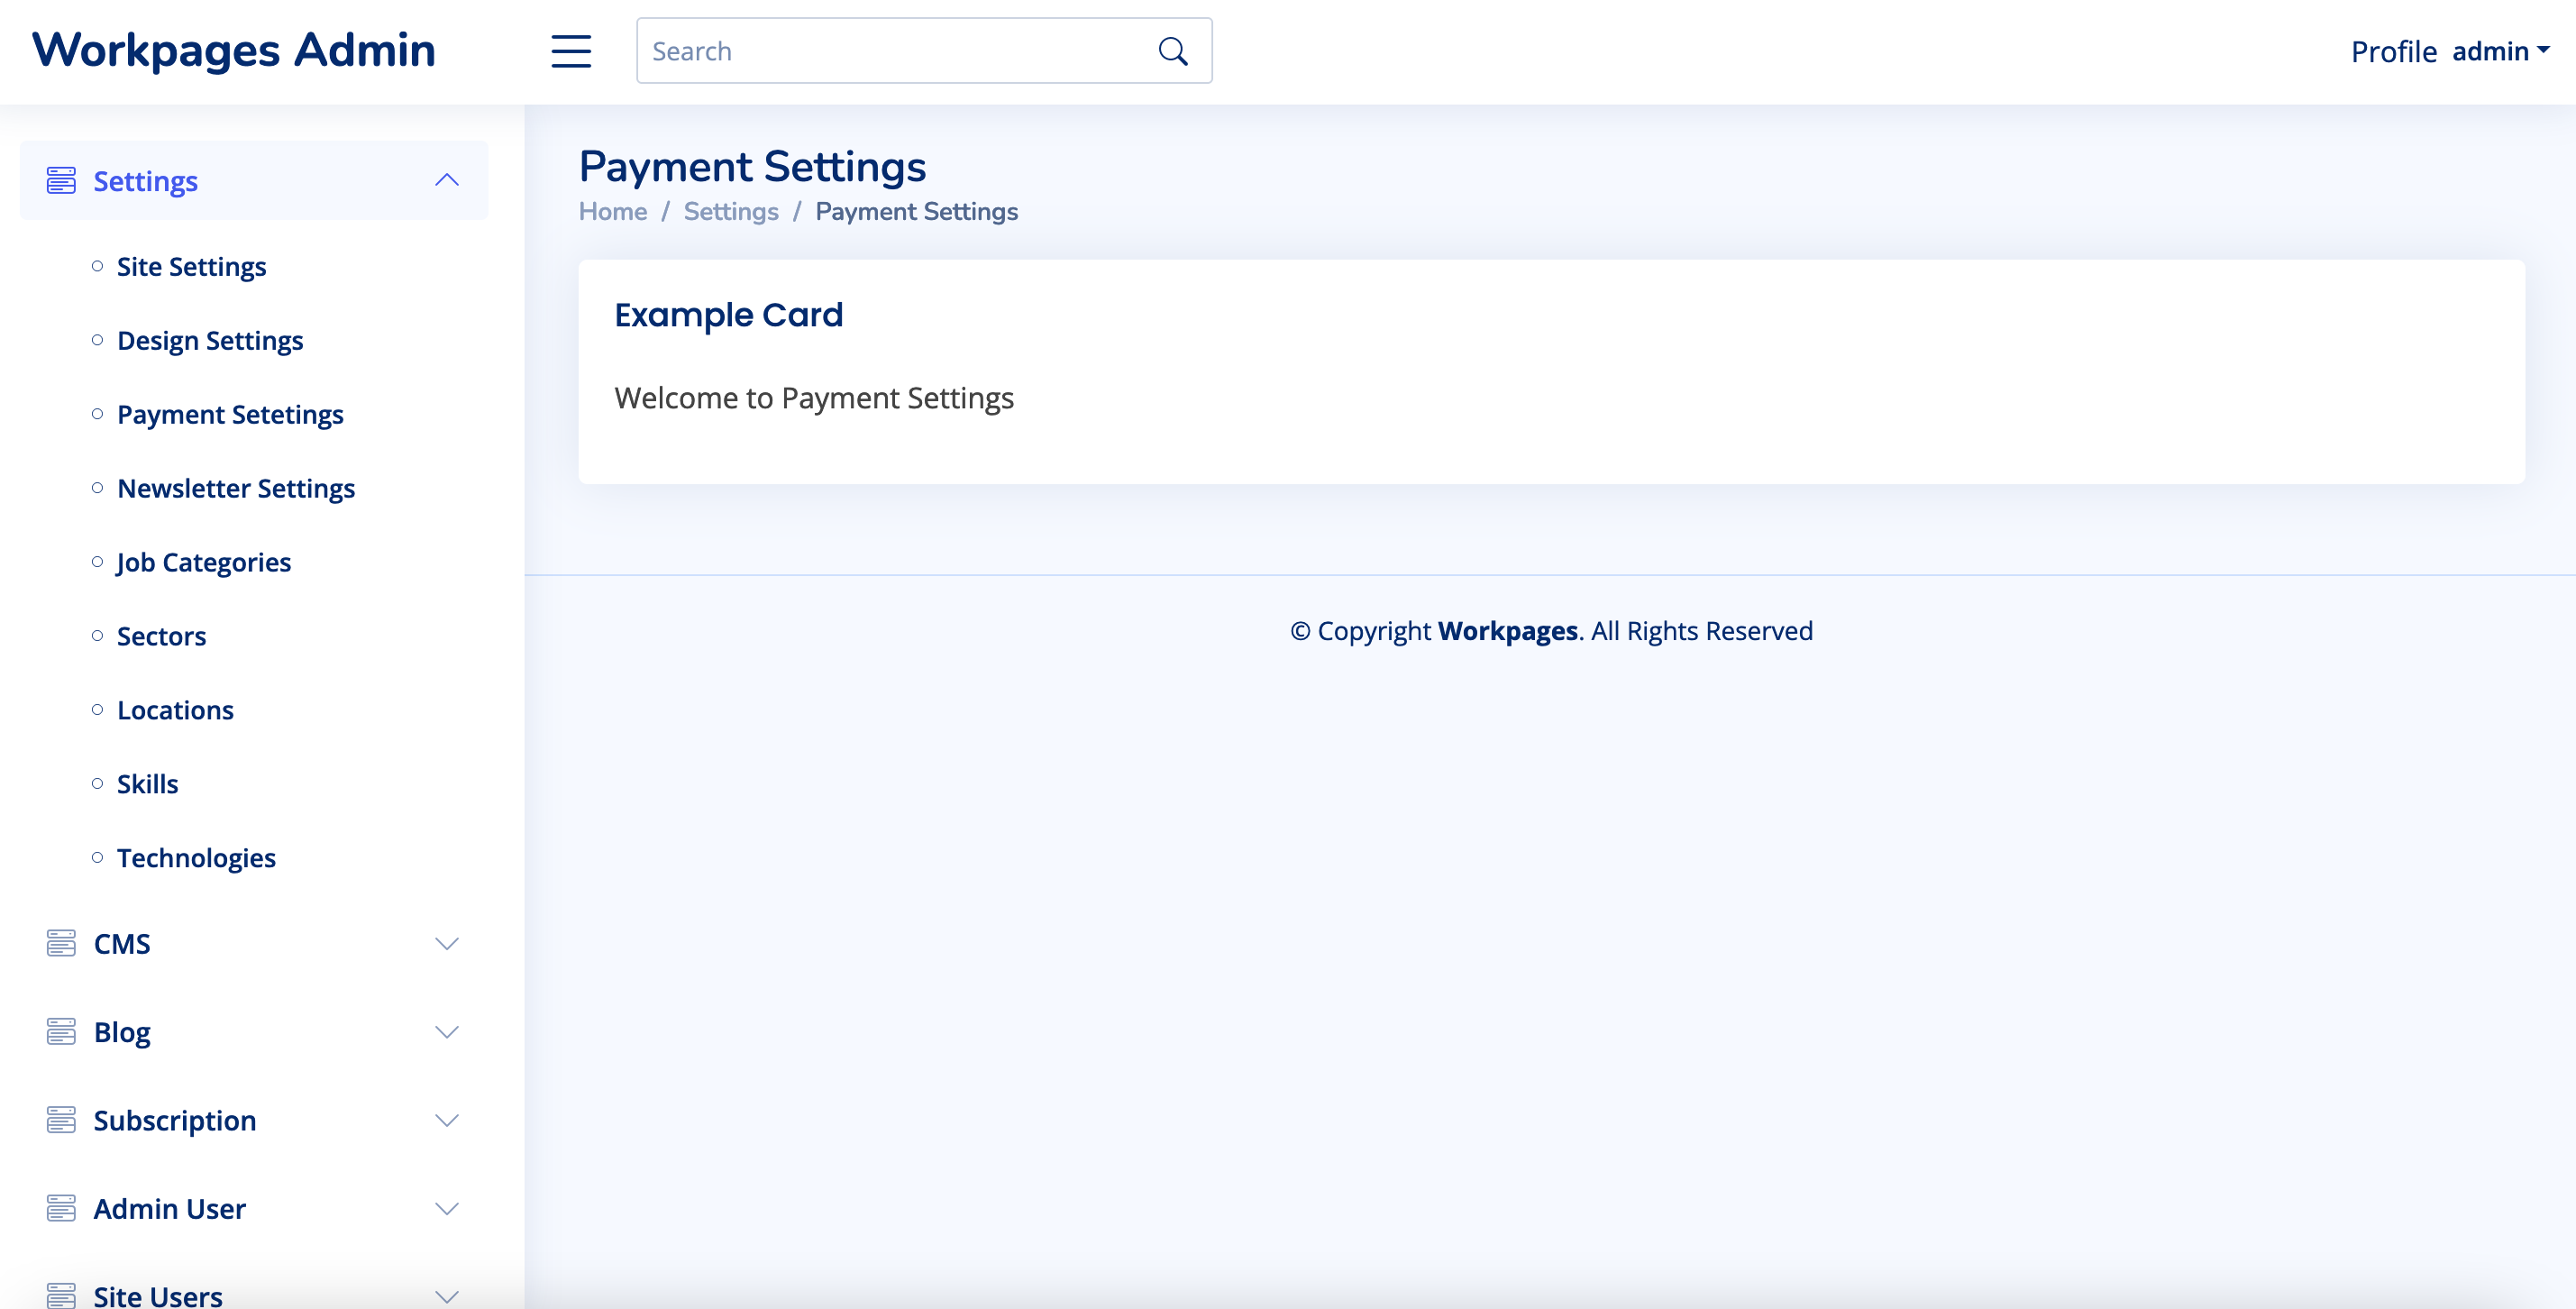 Workpages Admin
Search
Profile admin
Settings
Site Settings
Design Settings
Payment Setetings
Newsletter Settings
Job Categories
Sectors
Locations
Skills
Technologies
CMS
Blog
Subscription
Admin User
Site Users
Payment Settings
Home / Settings / Payment Settings
Example Card
Welcome to Payment Settings
© Copyright Workpages. All Rights Reserved